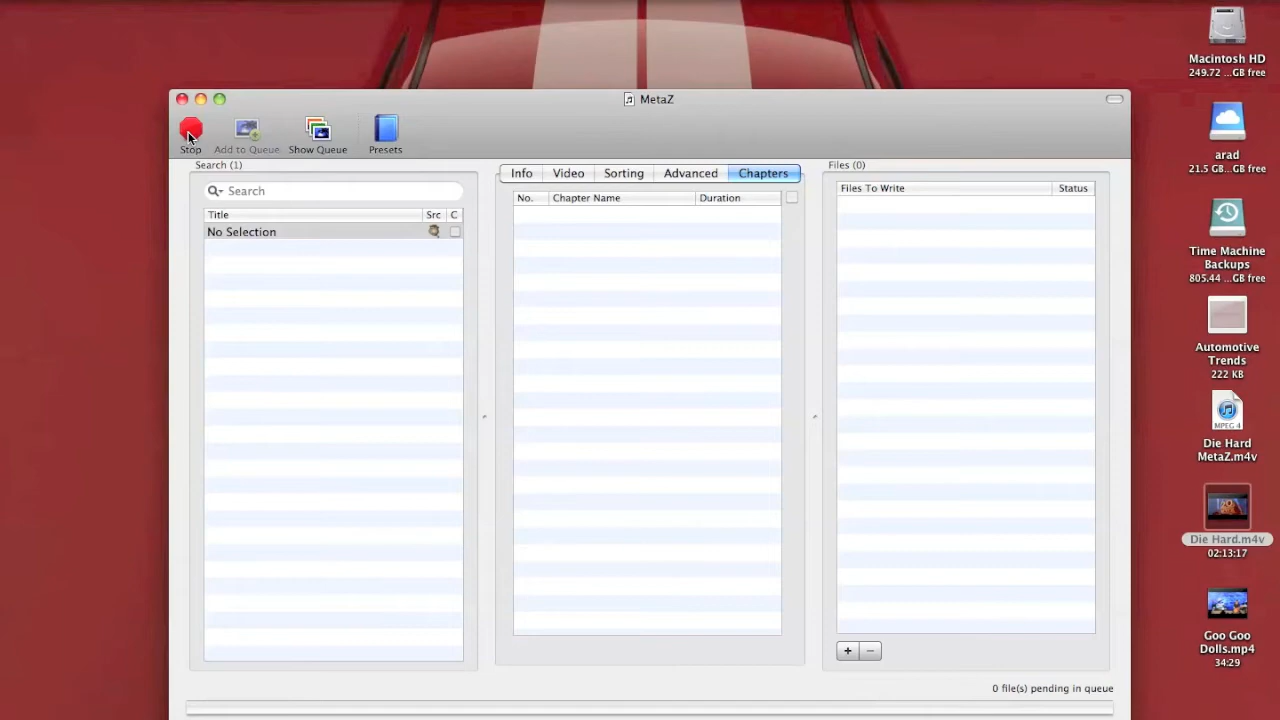 MetaZ
Stop
Add to Queue
Show Queue
Presets
Search (1)
Search
Title
Src
C
No Selection
Info
Video
Sorting
Advanced
Chapters
No.
Chapter Name
Duration
Files (0)
Files To Write
Status
+
−
0 file(s) pending in queue
Macintosh HD
249.72 ...GB free
arad
21.5 GB...GB free
Time Machine
Backups
805.44 ...GB free
Automotive
Trends
222 KB
MPEG 4
Die Hard
MetaZ.m4v
Die Hard.m4v
02:13:17
Goo Goo
Dolls.mp4
34:29